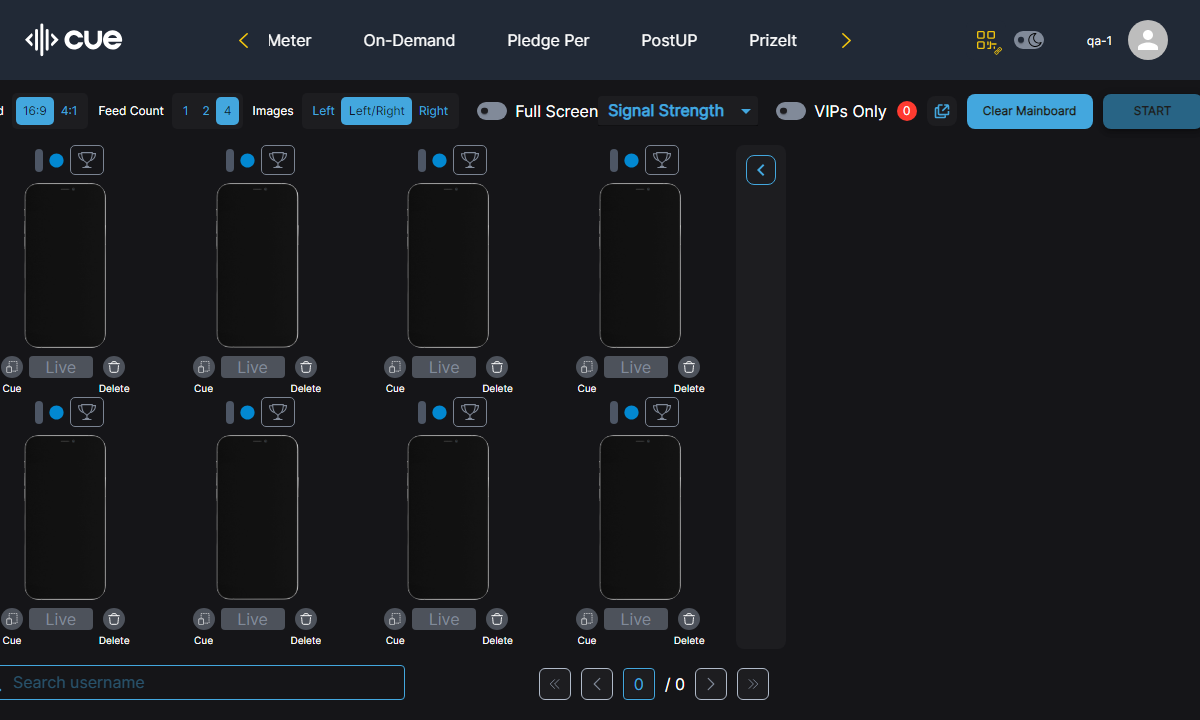 cue
Meter On-Demand Pledge Per PostUP Prizelt qa-1
d 16:9 4:1 Feed Count 1 2 4 Images Left Left/Right Right Full Screen Signal Strength VIPs Only 0 Clear Mainboard START
Live Live Live Live
Cue Delete Cue Delete Cue Delete Cue Delete
Live Live Live Live
Cue Delete Cue Delete Cue Delete Cue Delete
Search username 0 / 0